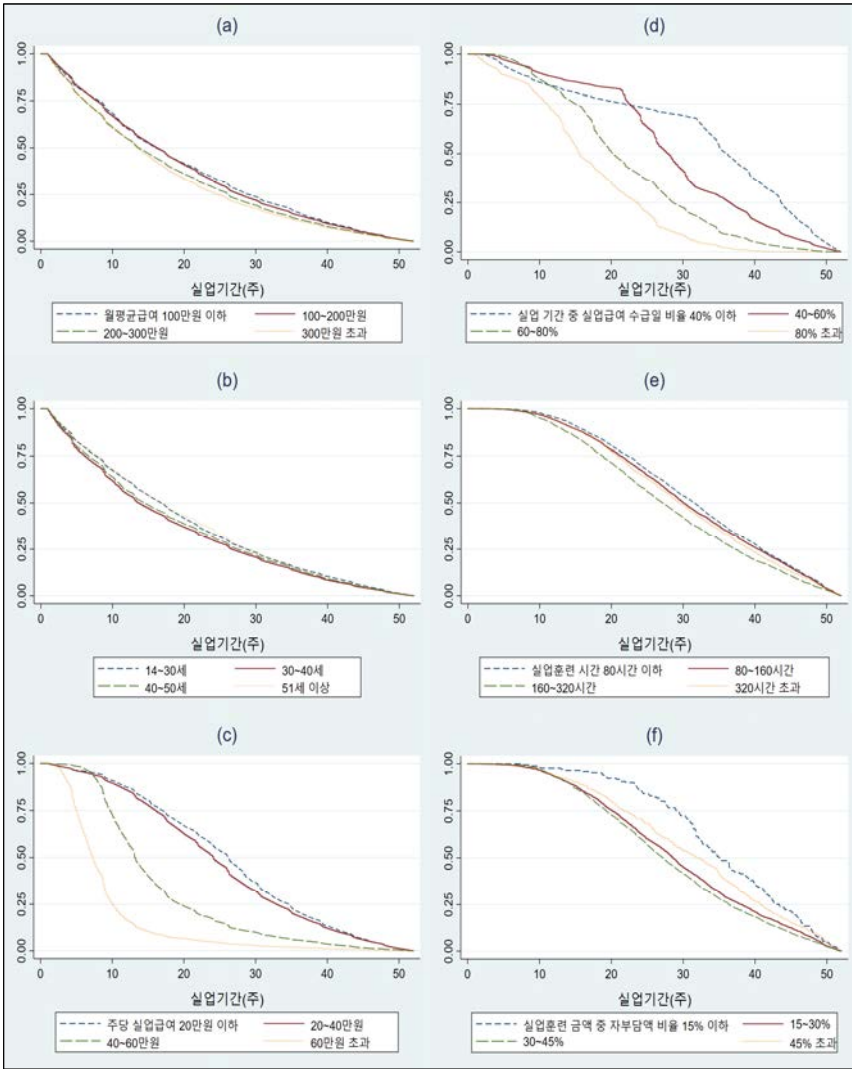 (a)
1.00
0.75
0.50
0.25
0.00
0 10 20 30 40 50
실업기간(주)
월평균급여 100만원 이하 100~200만원
200~300만원 300만원 초과
(b)
1.00
0.75
0.50
0.25
0.00
0 10 20 30 40 50
실업기간(주)
14~30세 30~40세
40~50세 51세 이상
(c)
1.00
0.75
0.50
0.25
0.00
0 10 20 30 40 50
실업기간(주)
주당 실업급여 20만원 이하 20~40만원
40~60만원 60만원 초과
(d)
1.00
0.75
0.50
0.25
0.00
0 10 20 30 40 50
실업기간(주)
실업 기간 중 실업급여 수급일 비율 40% 이하 40~60%
60~80% 80% 초과
(e)
1.00
0.75
0.50
0.25
0.00
0 10 20 30 40 50
실업기간(주)
실업훈련 시간 80시간 이하 80~160시간
160~320시간 320시간 초과
(f)
1.00
0.75
0.50
0.25
0.00
0 10 20 30 40 50
실업기간(주)
실업훈련 금액 중 자부담액 비율 15% 이하 15~30%
30~45% 45% 초과